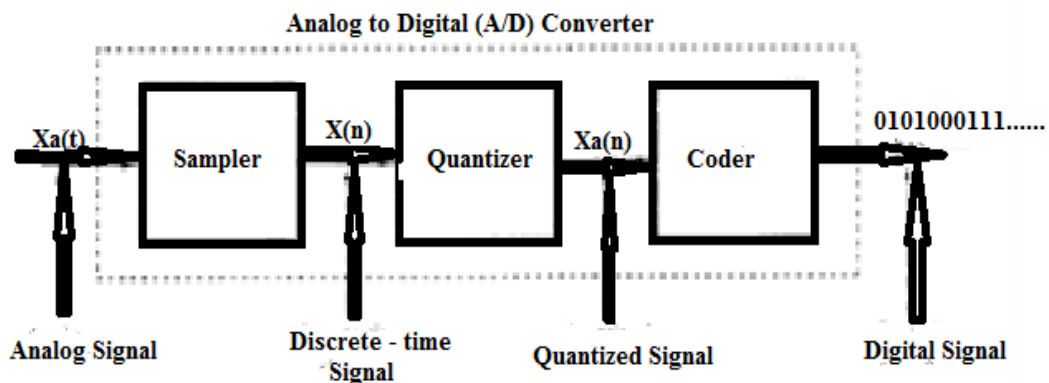 Analog to Digital (A/D) Converter
Xa(t)
Sampler
X(n)
Quantizer
Xa(n)
Coder
0101000111......
Analog Signal
Discrete - time
Signal
Quantized Signal
Digital Signal